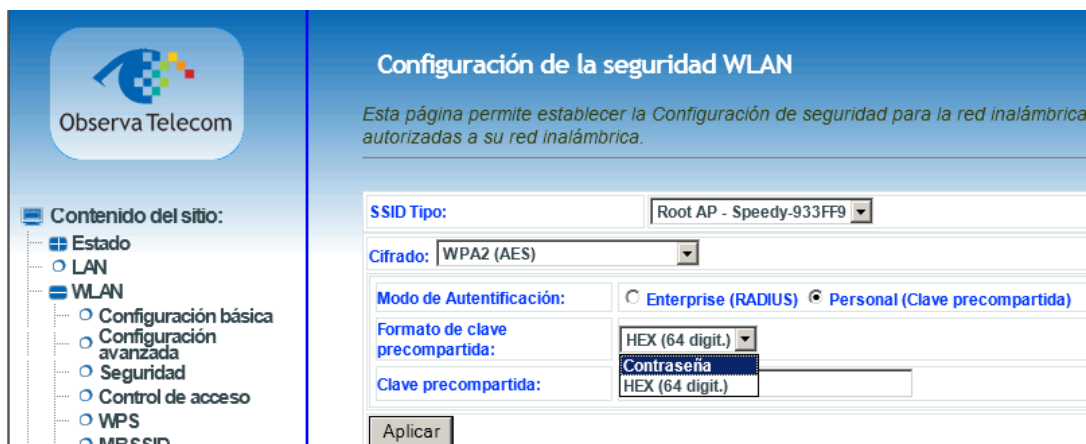 Observa Telecom
Contenido del sitio:
Estado
LAN
WLAN
Configuración básica
Configuración
avanzada
Seguridad
Control de acceso
WPS
MBSSID
Configuración de la seguridad WLAN
Esta página permite establecer la Configuración de seguridad para la red inalámbrica
autorizadas a su red inalámbrica.
SSID Tipo: Root AP - Speedy-933FF9
Cifrado: WPA2 (AES)
Modo de Autentificación: Enterprise (RADIUS) Personal (Clave precompartida)
Formato de clave
precompartida: HEX (64 digit.)
Contraseña
HEX (64 digit.)
Clave precompartida:
Aplicar